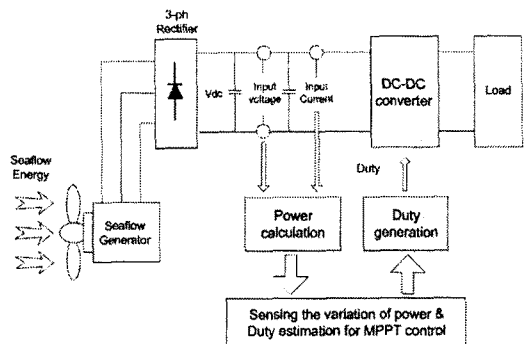 3-ph
Rectifier
Vdc
Input
voltage
Input
Current
DC-DC
converter
Load
Seaflow
Energy
Seaflow
Generator
Duty
Power
calculation
Duty
generation
Sensing the variation of power &
Duty estimation for MPPT control